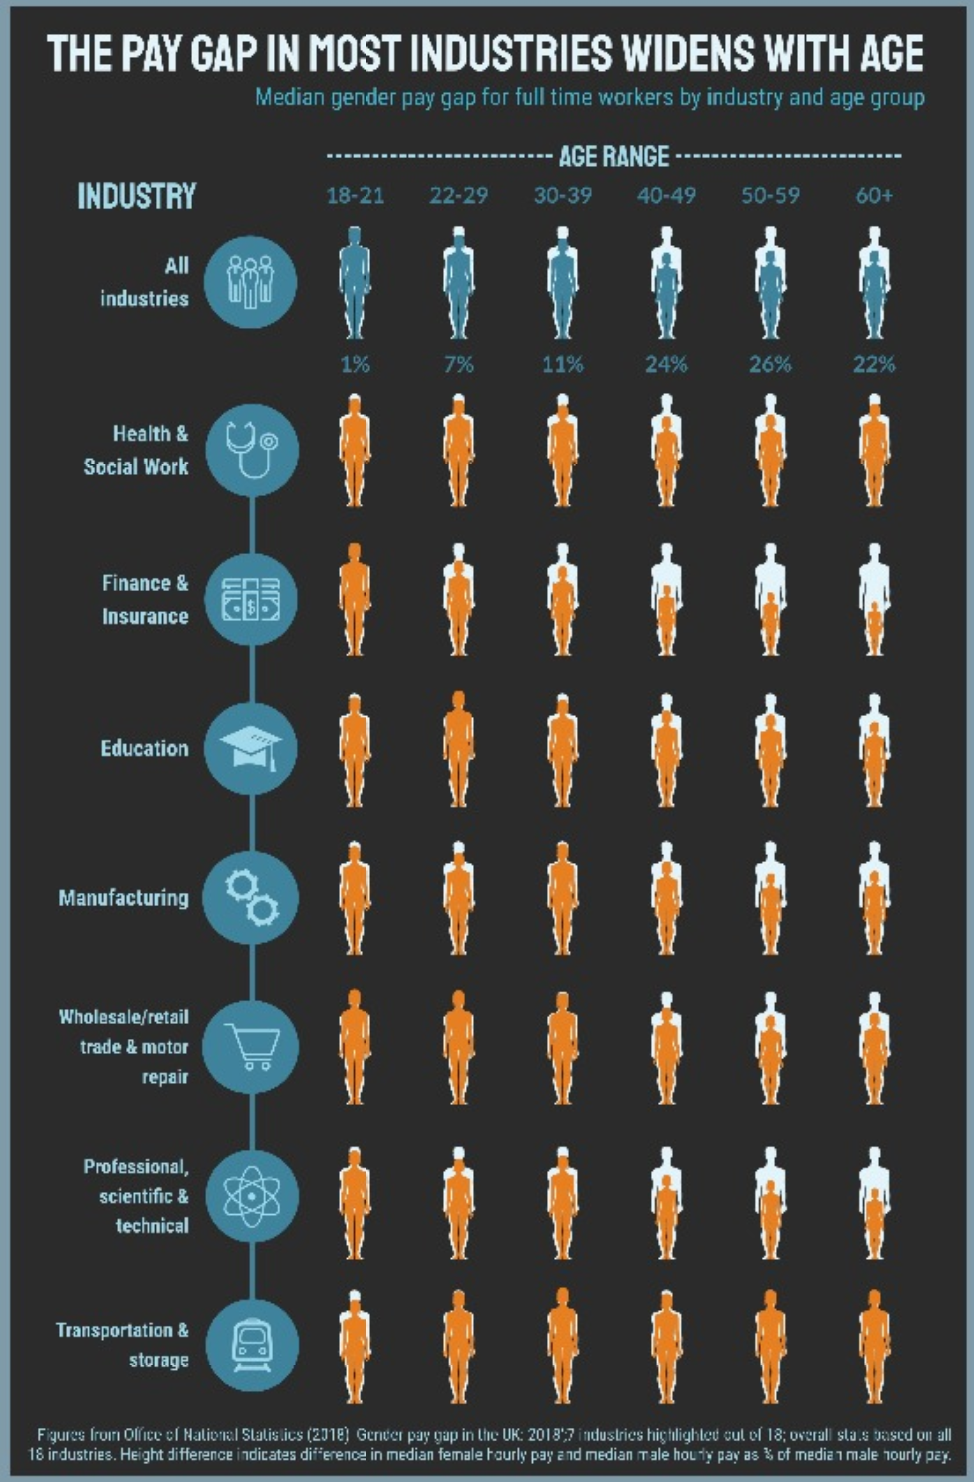 THE PAY GAP IN MOST INDUSTRIES WIDENS WITH AGE
Median gender pay gap for full time workers by industry and age group
AGE RANGE
INDUSTRY
18-21 22-29 30-39 40-49 50-59 60+
All
industries
1% 7% 11% 24% 26% 22%
Health &
Social Work
Finance &
Insurance
$
Education
Manufacturing
Wholesale/retail
trade & motor
repair
Professional,
scientific &
technical
Transportation &
storage
Figures from Office of National Statistics (2018) Gender pay gap in the UK: 2018';7 industries highlighted out of 18; overall stats based on all
18 industries. Height difference indicates difference in median female hourly pay and median male hourly pay as % of median male hourly pay.